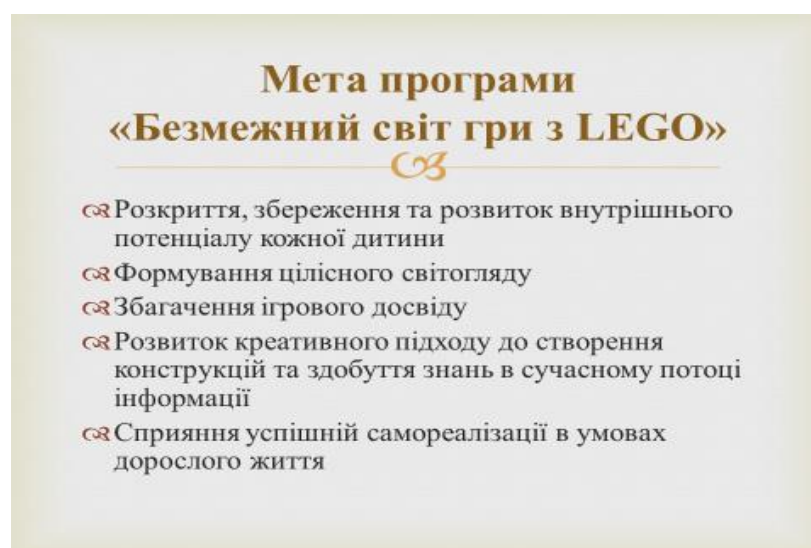 Мета програми
«Безмежний світ гри з LEGO»
Розкриття, збереження та розвиток внутрішнього
потенціалу кожної дитини
Формування цілісного світогляду
Збагачення ігрового досвіду
Розвиток креативного підходу до створення
конструкцій та здобуття знань в сучасному потоці
інформації
Сприяння успішній самореалізації в умовах
дорослого життя